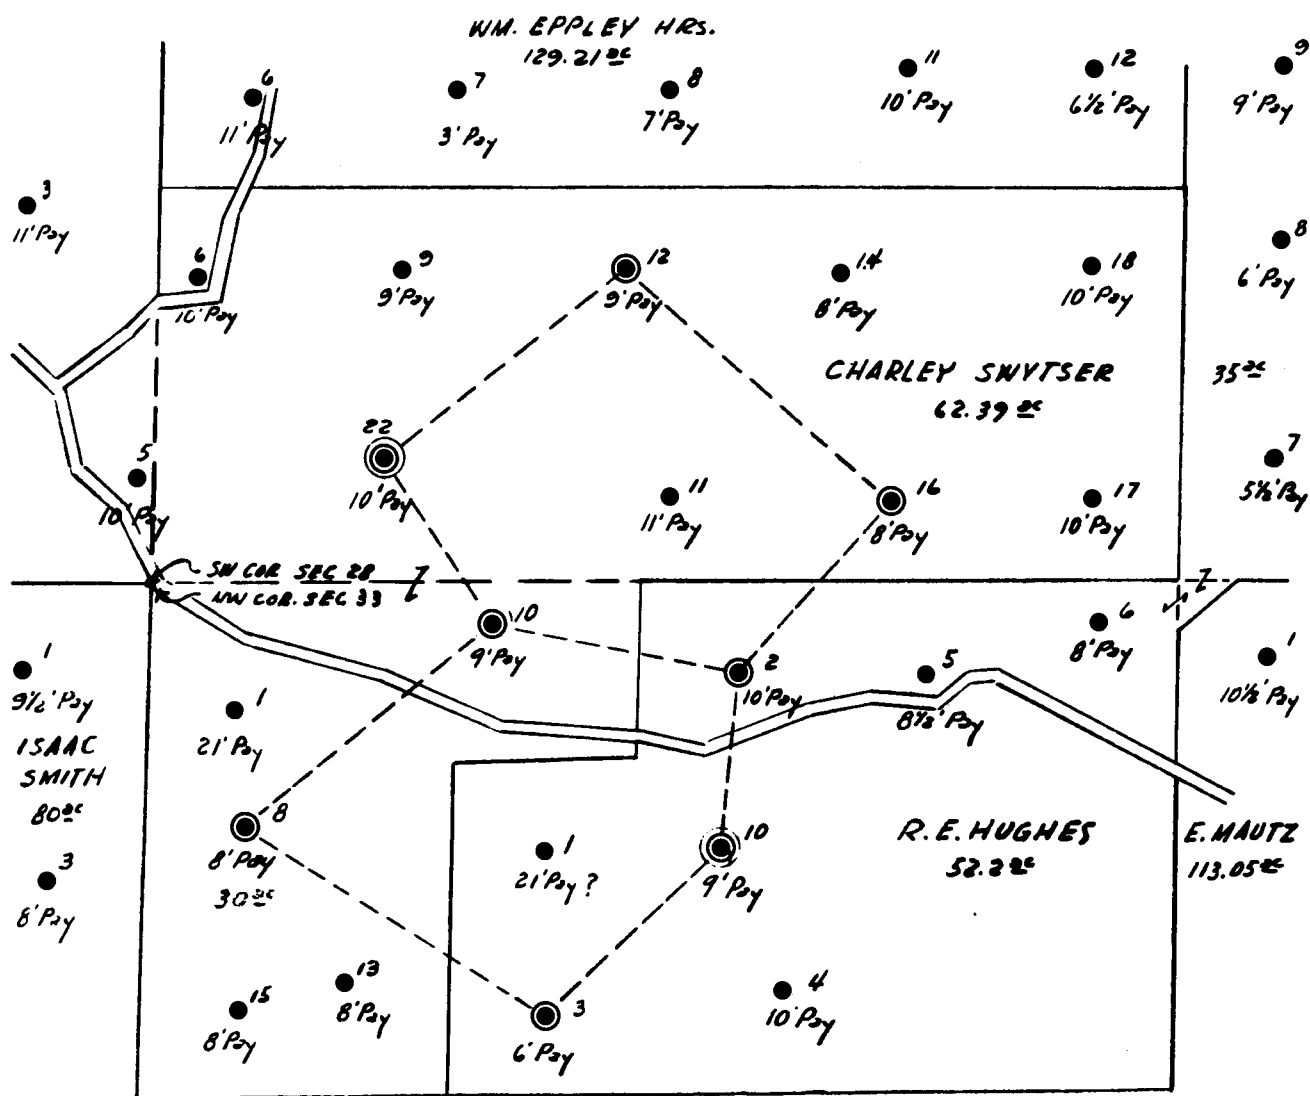 WM. EPPLEY HRS.
129.21 ac
6
11' Pay
7
3' Pay
8
7' Pay
11
10' Pay
12
6½' Pay
9
9' Pay
3
11' Pay
6
10' Pay
9
9' Pay
12
9' Pay
14
8' Pay
18
10' Pay
8
6' Pay
CHARLEY SWYTSER
62.39 ac
35 ac
22
10' Pay
5
10' Pay
11
11' Pay
16
8' Pay
17
10' Pay
7
5½' Pay
SW COR SEC 28
NW COR. SEC 33
10
9' Pay
2
10' Pay
5
8½' Pay
6
8' Pay
1
10½' Pay
1
9½' Pay
ISAAC
SMITH
80 ac
1
21' Pay
8
8' Pay
30 ac
1
21' Pay ?
10
9' Pay
R. E. HUGHES
52.2 ac
E. MAUTZ
113.05 ac
3
8' Pay
15
8' Pay
13
8' Pay
3
6' Pay
4
10' Pay